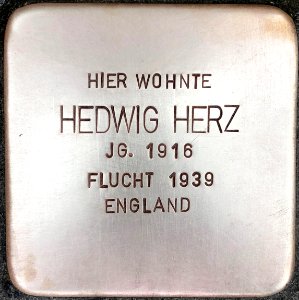 HIER WOHNTE
HEDWIG HERZ
JG. 1916
FLUCHT 1939
ENGLAND